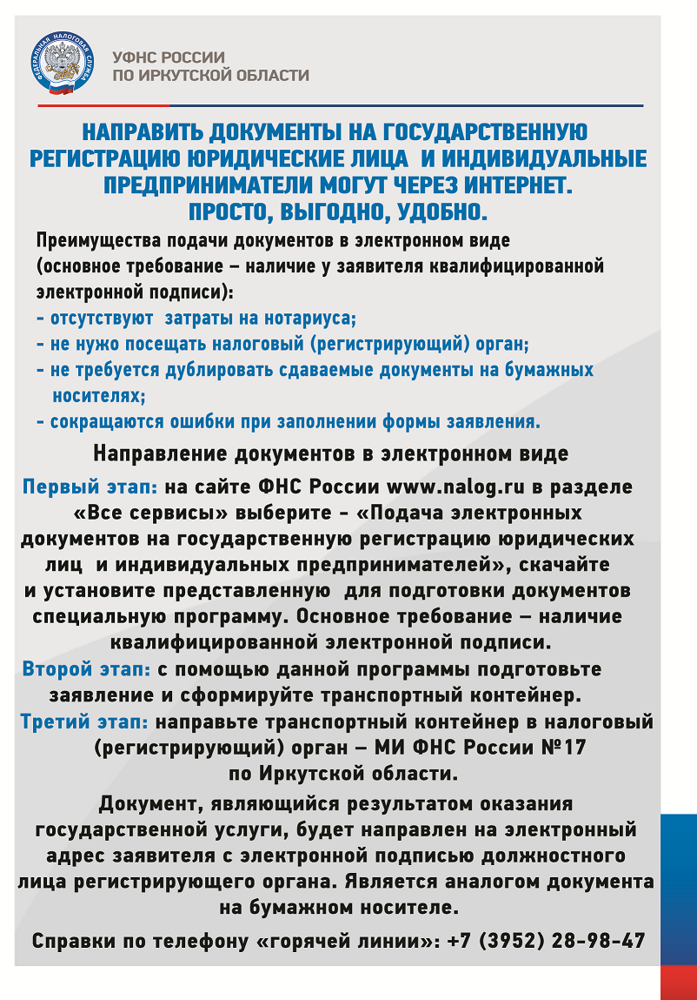 ФЕДЕРАЛЬНАЯ НАЛОГОВАЯ СЛУЖБА
УФНС РОССИИ
ПО ИРКУТСКОЙ ОБЛАСТИ
НАПРАВИТЬ ДОКУМЕНТЫ НА ГОСУДАРСТВЕННУЮ
РЕГИСТРАЦИЮ ЮРИДИЧЕСКИЕ ЛИЦА И ИНДИВИДУАЛЬНЫЕ
ПРЕДПРИНИМАТЕЛИ МОГУТ ЧЕРЕЗ ИНТЕРНЕТ.
ПРОСТО, ВЫГОДНО, УДОБНО.
Преимущества подачи документов в электронном виде
(основное требование – наличие у заявителя квалифицированной
электронной подписи):
- отсутствуют затраты на нотариуса;
- не нужо посещать налоговый (регистрирующий) орган;
- не требуется дублировать сдаваемые документы на бумажных
носителях;
- сокращаются ошибки при заполнении формы заявления.
Направление документов в электронном виде
Первый этап: на сайте ФНС России www.nalog.ru в разделе
«Все сервисы» выберите - «Подача электронных
документов на государственную регистрацию юридических
лиц и индивидуальных предпринимателей», скачайте
и установите представленную для подготовки документов
специальную программу. Основное требование – наличие
квалифицированной электронной подписи.
Второй этап: с помощью данной программы подготовьте
заявление и сформируйте транспортный контейнер.
Третий этап: направьте транспортный контейнер в налоговый
(регистрирующий) орган – МИ ФНС России №17
по Иркутской области.
Документ, являющийся результатом оказания
государственной услуги, будет направлен на электронный
адрес заявителя с электронной подписью должностного
лица регистрирующего органа. Является аналогом документа
на бумажном носителе.
Справки по телефону «горячей линии»: +7 (3952) 28-98-47